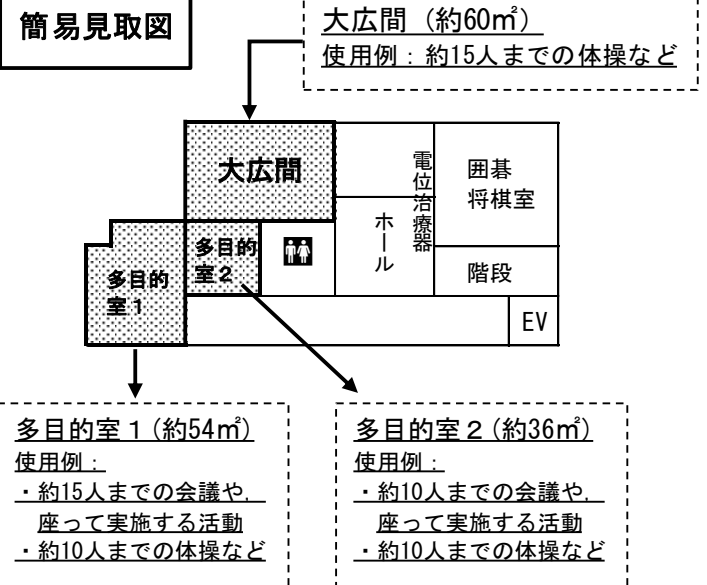 簡易見取図
大広間（約60㎡）
使用例：約15人までの体操など
大広間
電位治療器
囲碁
将棋室
ホール
多目的
室２
階段
多目的
室１
EV
多目的室１(約54㎡)
使用例：
・約15人までの会議や、
座って実施する活動
・約10人までの体操など
多目的室２(約36㎡)
使用例：
・約10人までの会議や、
座って実施する活動
・約10人までの体操など